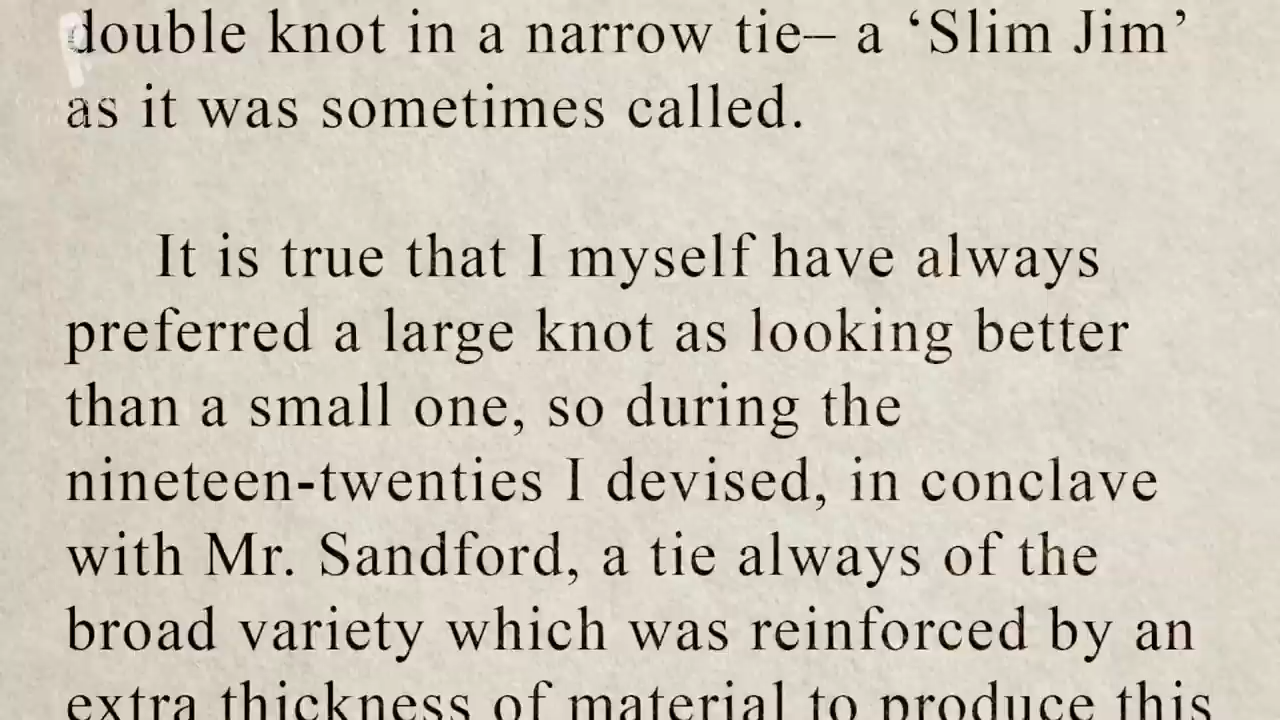 double knot in a narrow tie– a ‘Slim Jim’
as it was sometimes called.
It is true that I myself have always
preferred a large knot as looking better
than a small one, so during the
nineteen-twenties I devised, in conclave
with Mr. Sandford, a tie always of the
broad variety which was reinforced by an
extra thickness of material to produce this